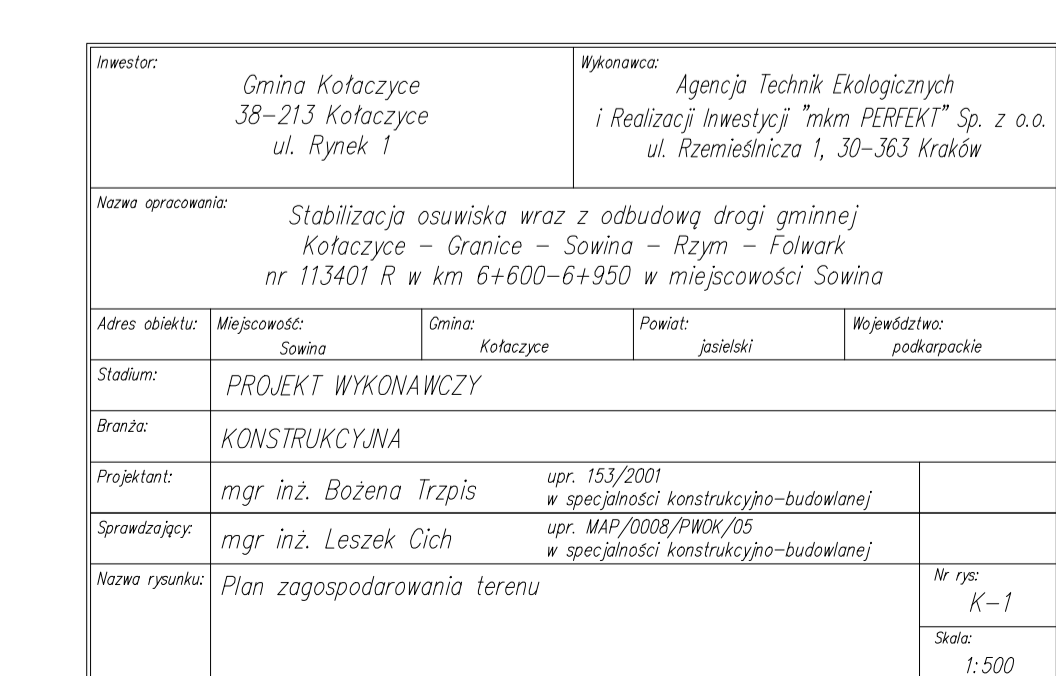 Inwestor:
Gmina Kołaczyce
38-213 Kołaczyce
ul. Rynek 1
Wykonawca:
Agencja Technik Ekologicznych
i Realizacji Inwestycji "mkm PERFEKT" Sp. z o.o.
ul. Rzemieślnicza 1, 30-363 Kraków
Nazwa opracowania:
Stabilizacja osuwiska wraz z odbudową drogi gminnej
Kołaczyce - Granice - Sowina - Rzym - Folwark
nr 113401 R w km 6+600-6+950 w miejscowości Sowina
Adres obiektu:
Miejscowość:
Sowina
Gmina:
Kołaczyce
Powiat:
jasielski
Województwo:
podkarpackie
Stadium:
PROJEKT WYKONAWCZY
Branża:
KONSTRUKCYJNA
Projektant:
mgr inż. Bożena Trzpis
upr. 153/2001
w specjalności konstrukcyjno-budowlanej
Sprawdzający:
mgr inż. Leszek Cich
upr. MAP/0008/PWOK/05
w specjalności konstrukcyjno-budowlanej
Nazwa rysunku:
Plan zagospodarowania terenu
Nr rys:
K-1
Skala:
1:500